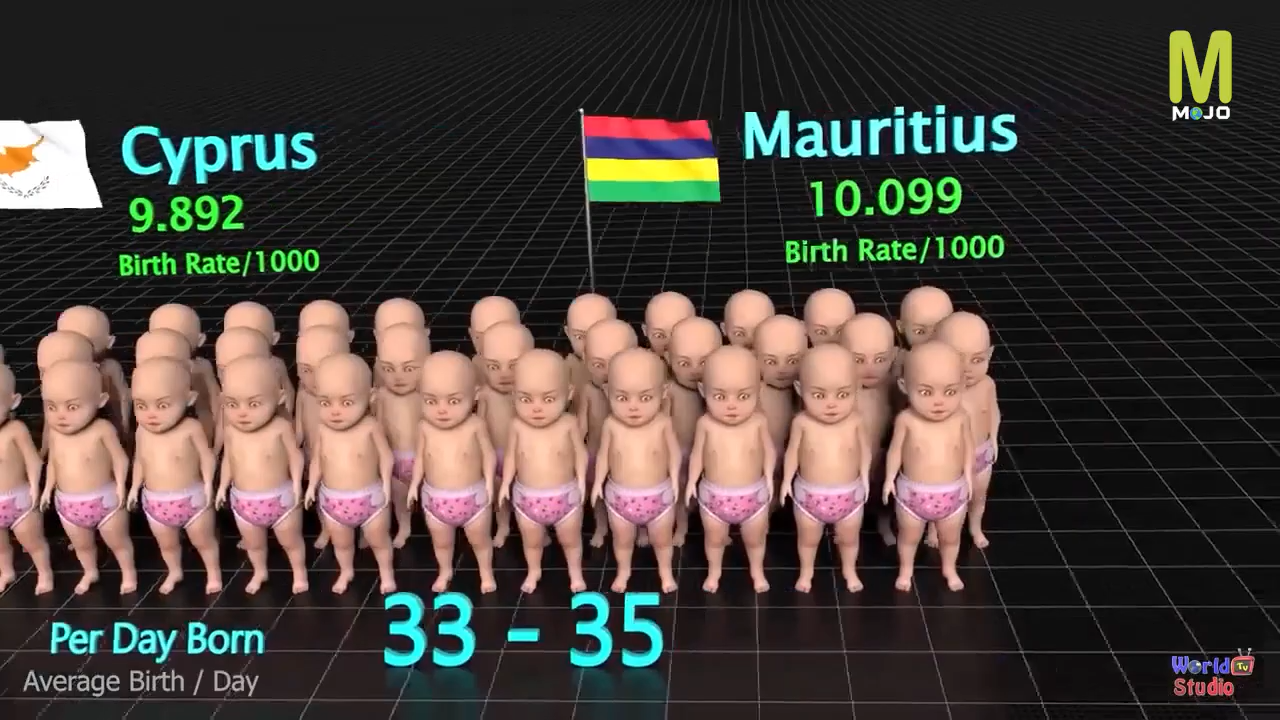 M
MOJO
Cyprus
9.892
Birth Rate/1000
Mauritius
10.099
Birth Rate/1000
Per Day Born
33 - 35
Average Birth / Day
World Tv
Studio